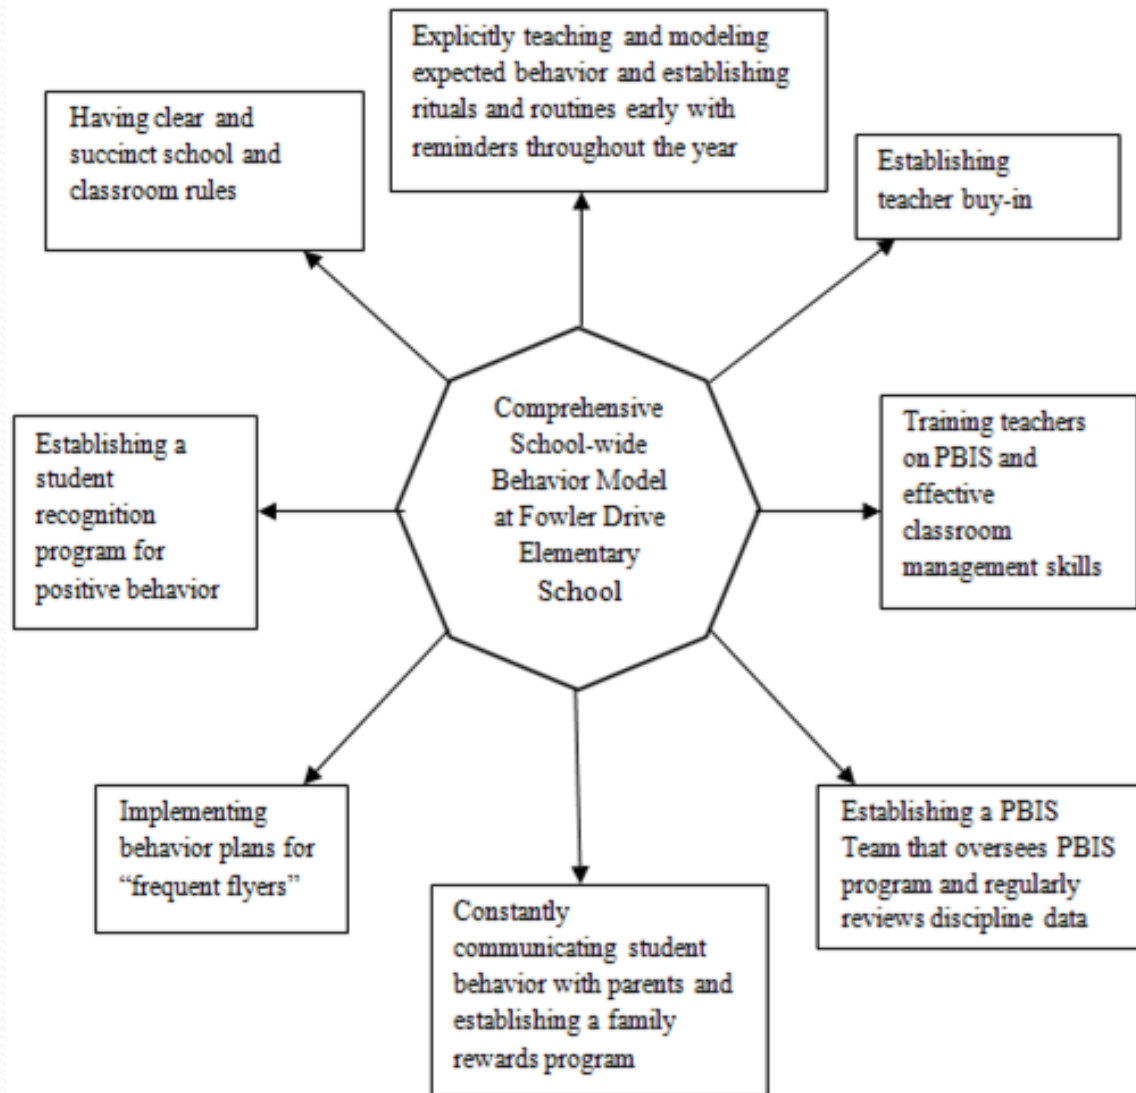 Explicitly teaching and modeling
expected behavior and establishing
rituals and routines early with
reminders throughout the year
Having clear and
succinct school and
classroom rules
Establishing
teacher buy-in
Comprehensive
School-wide
Behavior Model
at Fowler Drive
Elementary
School
Establishing a
student
recognition
program for
positive behavior
Training teachers
on PBIS and
effective
classroom
management skills
Implementing
behavior plans for
“frequent flyers”
Constantly
communicating student
behavior with parents and
establishing a family
rewards program
Establishing a PBIS
Team that oversees PBIS
program and regularly
reviews discipline data